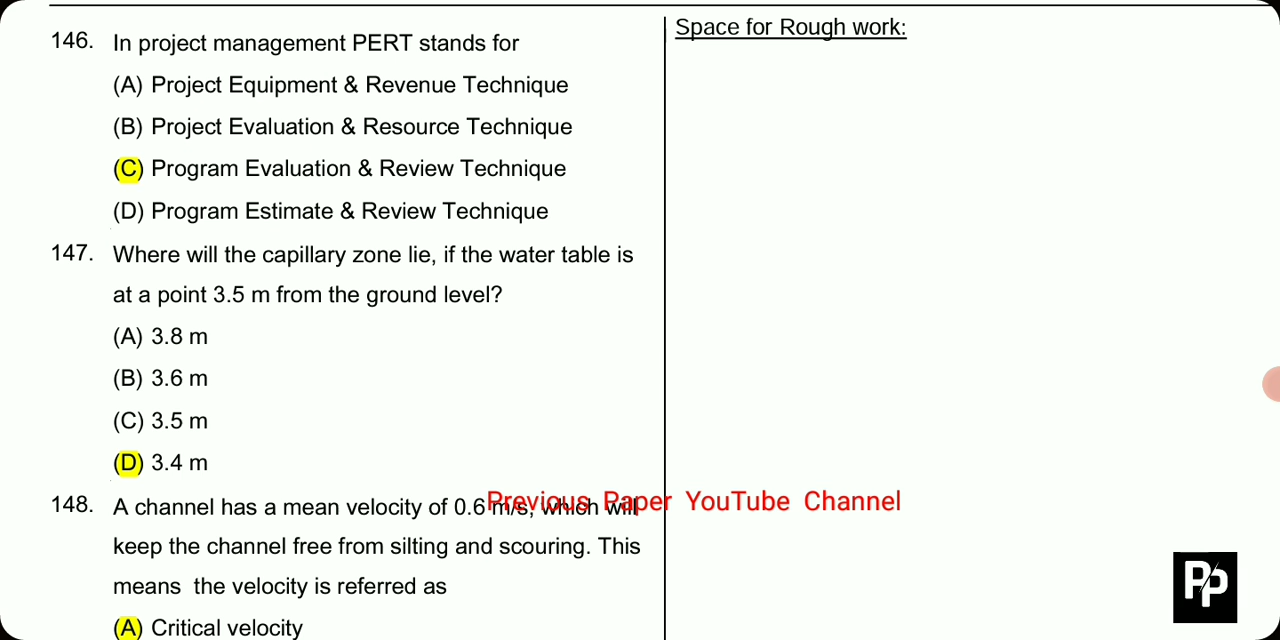 146. In project management PERT stands for
(A) Project Equipment & Revenue Technique
(B) Project Evaluation & Resource Technique
(C) Program Evaluation & Review Technique
(D) Program Estimate & Review Technique
147. Where will the capillary zone lie, if the water table is
at a point 3.5 m from the ground level?
(A) 3.8 m
(B) 3.6 m
(C) 3.5 m
(D) 3.4 m
148. A channel has a mean velocity of 0.6 m/s, which will
keep the channel free from silting and scouring. This
means the velocity is referred as
(A) Critical velocity
Space for Rough work:
Previous Paper YouTube Channel
Pp